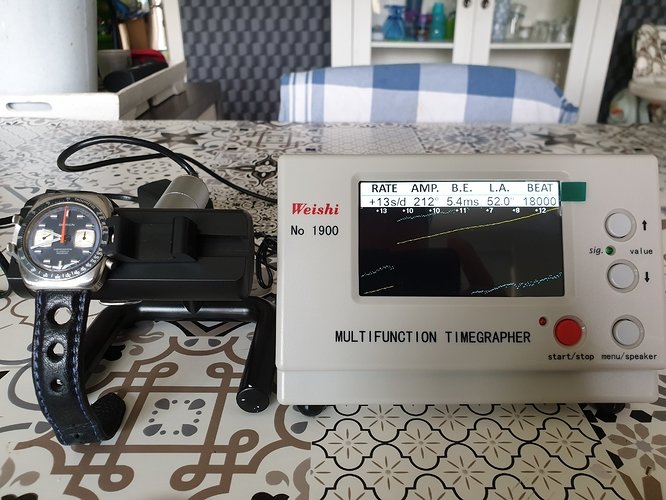 RATE AMP. B.E. L.A. BEAT
+13s/d 212° 5.4ms 52.0° 18000
+13 +10 +10 +11 +7 +8 +12
Weishi
No 1900
sig. value
MULTIFUNCTION TIMEGRAPHER
start/stop menu/speaker